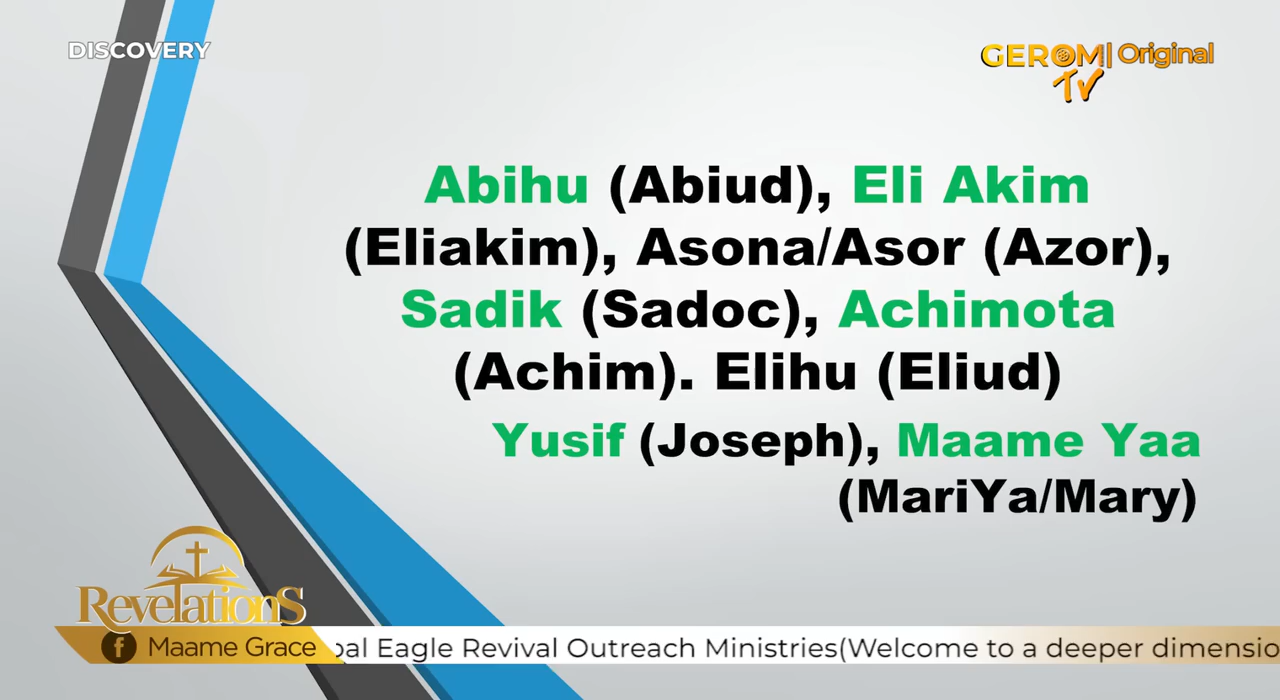 DISCOVERY
GEROM TV | Original
Abihu (Abiud), Eli Akim
(Eliakim), Asona/Asor (Azor),
Sadik (Sadoc), Achimota
(Achim). Elihu (Eliud)
Yusif (Joseph), Maame Yaa
(MariYa/Mary)
Revelations
f Maame Grace
Eagle Revival Outreach Ministries(Welcome to a deeper